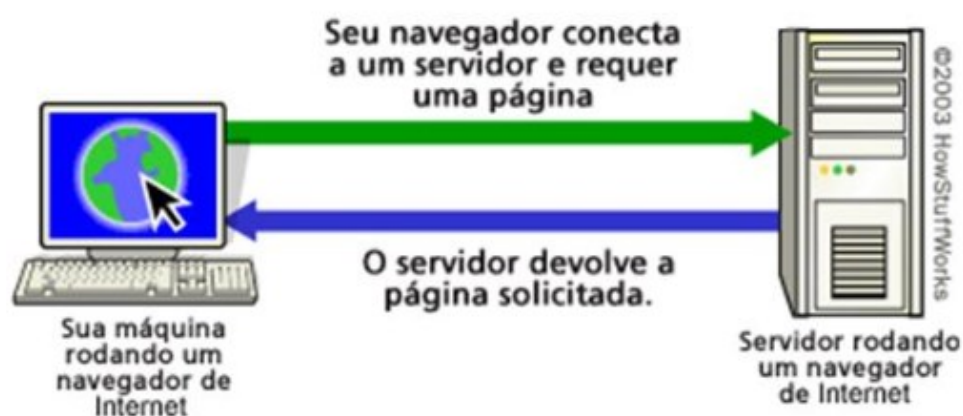 Seu navegador conecta
a um servidor e requer
uma página
©2003 HowStuffWorks
O servidor devolve a
página solicitada.
Sua máquina
rodando um
navegador de
Internet
Servidor rodando
um navegador
de Internet